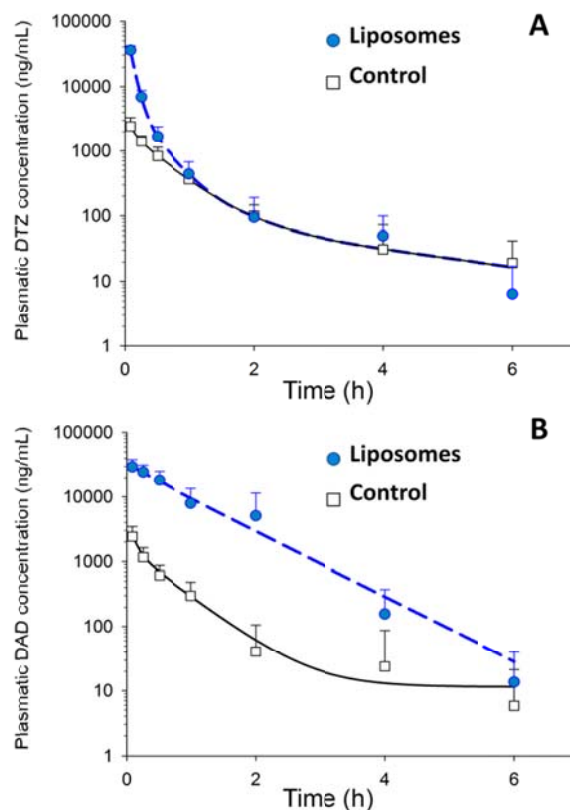 A
Liposomes
Control
Plasmatic DTZ concentration (ng/mL)
100000
10000
1000
100
10
1
0 2 4 6
Time (h)
B
Liposomes
Control
Plasmatic DAD concentration (ng/mL)
100000
10000
1000
100
10
1
0 2 4 6
Time (h)